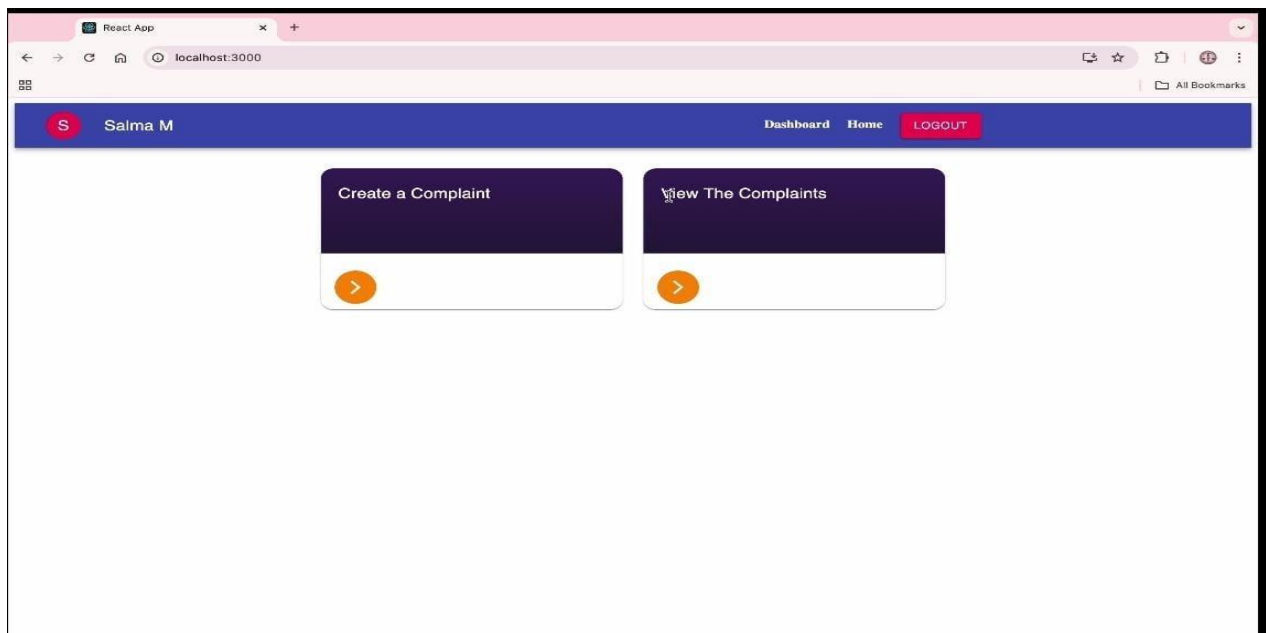 React App
localhost:3000
All Bookmarks
S Salma M Dashboard Home LOGOUT
Create a Complaint
View The Complaints